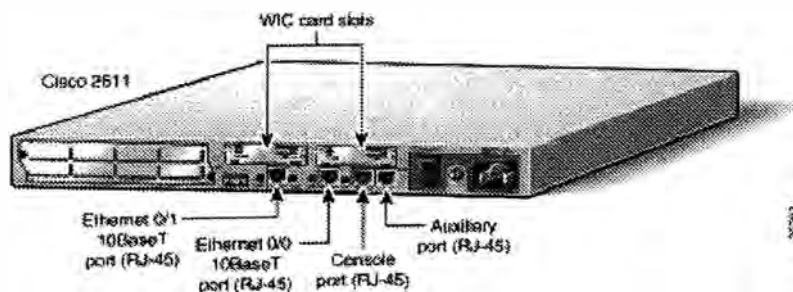 WIC card slots
Cisco 2611
Ethernet 0/1
10BaseT
port (RJ-45)
Ethernet 0/0
10BaseT
port (RJ-45)
Console
port (RJ-45)
Auxiliary
port (RJ-45)